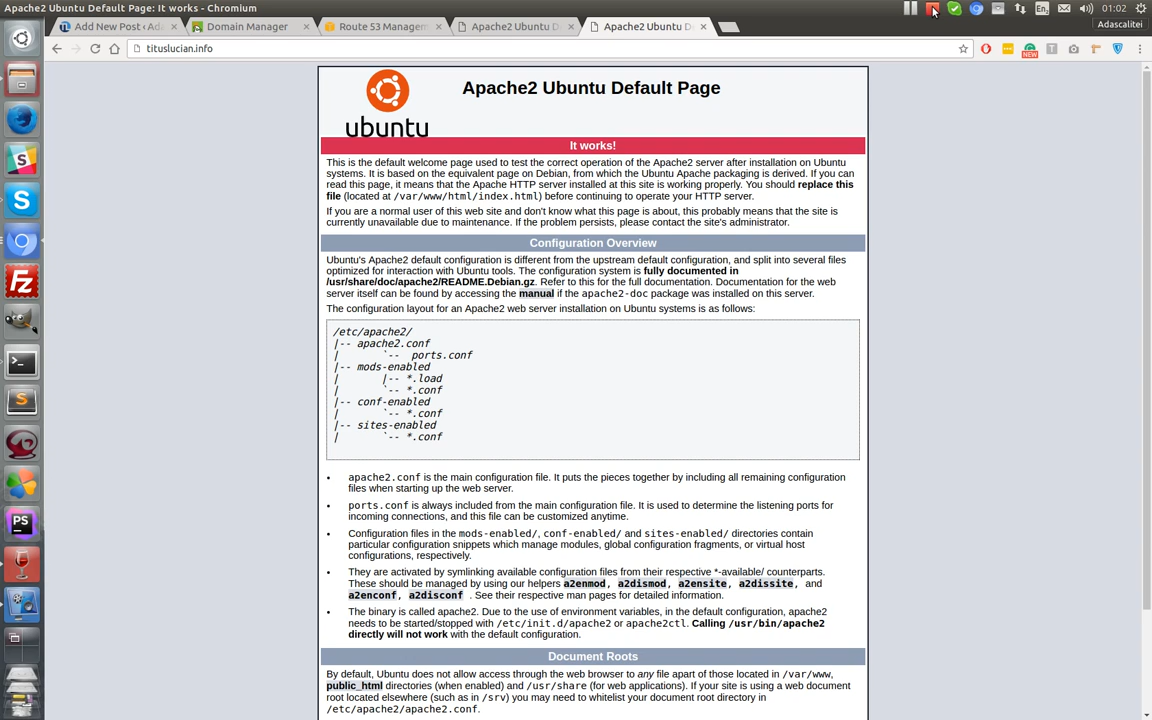 Apache2 Ubuntu Default Page: It works! - Chromium
En
01:02
Adascalitei
Add New Post ‹ Ada
Domain Manager
Route 53 Managem
Apache2 Ubuntu D
Apache2 Ubuntu D
tituslucian.info
NEW
Apache2 Ubuntu Default Page
ubuntu
It works!
This is the default welcome page used to test the correct operation of the Apache2 server after installation on Ubuntu
systems. It is based on the equivalent page on Debian, from which the Ubuntu Apache packaging is derived. If you can
read this page, it means that the Apache HTTP server installed at this site is working properly. You should replace this
file (located at /var/www/html/index.html) before continuing to operate your HTTP server.
If you are a normal user of this web site and don't know what this page is about, this probably means that the site is
currently unavailable due to maintenance. If the problem persists, please contact the site's administrator.
Configuration Overview
Ubuntu's Apache2 default configuration is different from the upstream default configuration, and split into several files
optimized for interaction with Ubuntu tools. The configuration system is fully documented in
/usr/share/doc/apache2/README.Debian.gz. Refer to this for the full documentation. Documentation for the web
server itself can be found by accessing the manual if the apache2-doc package was installed on this server.
The configuration layout for an Apache2 web server installation on Ubuntu systems is as follows:
/etc/apache2/
|-- apache2.conf
|       `--  ports.conf
|-- mods-enabled
|       |-- *.load
|       `-- *.conf
|-- conf-enabled
|       `-- *.conf
|-- sites-enabled
|       `-- *.conf
• apache2.conf is the main configuration file. It puts the pieces together by including all remaining configuration
files when starting up the web server.
• ports.conf is always included from the main configuration file. It is used to determine the listening ports for
incoming connections, and this file can be customized anytime.
• Configuration files in the mods-enabled/, conf-enabled/ and sites-enabled/ directories contain
particular configuration snippets which manage modules, global configuration fragments, or virtual host
configurations, respectively.
• They are activated by symlinking available configuration files from their respective *-available/ counterparts.
These should be managed by using our helpers a2enmod, a2dismod, a2ensite, a2dissite, and
a2enconf, a2disconf . See their respective man pages for detailed information.
• The binary is called apache2. Due to the use of environment variables, in the default configuration, apache2
needs to be started/stopped with /etc/init.d/apache2 or apache2ctl. Calling /usr/bin/apache2
directly will not work with the default configuration.
Document Roots
By default, Ubuntu does not allow access through the web browser to any file apart of those located in /var/www,
public_html directories (when enabled) and /usr/share (for web applications). If your site is using a web document
root located elsewhere (such as in /srv) you may need to whitelist your document root directory in
/etc/apache2/apache2.conf.